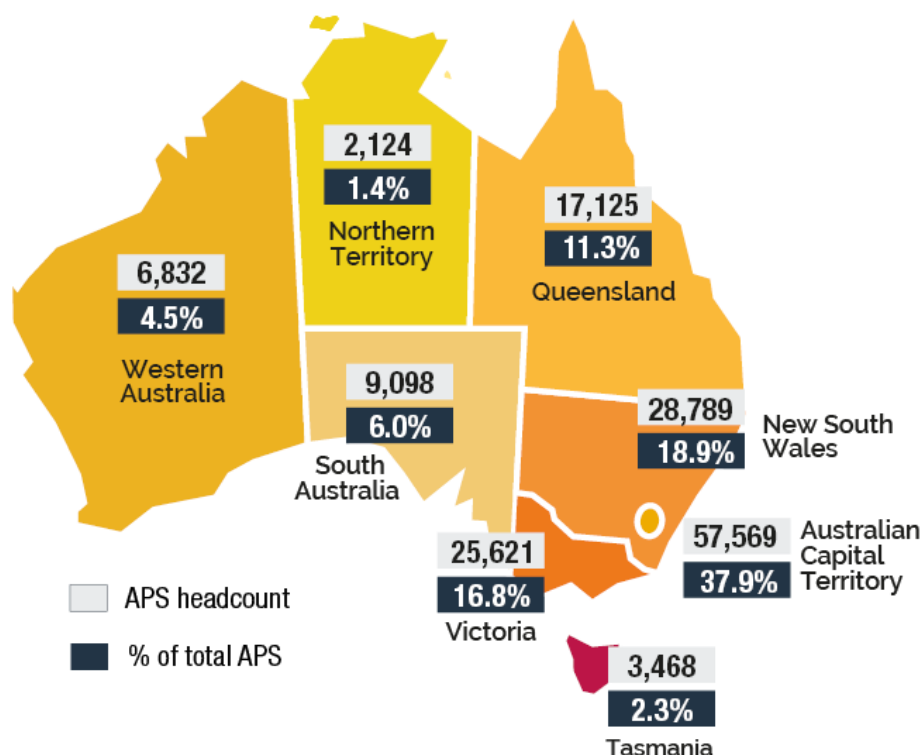 2,124
1.4%
Northern
Territory
17,125
11.3%
Queensland
6,832
4.5%
Western
Australia
9,098
6.0%
South
Australia
28,789
18.9%
New South
Wales
57,569
37.9%
Australian
Capital
Territory
25,621
16.8%
Victoria
APS headcount
% of total APS
3,468
2.3%
Tasmania